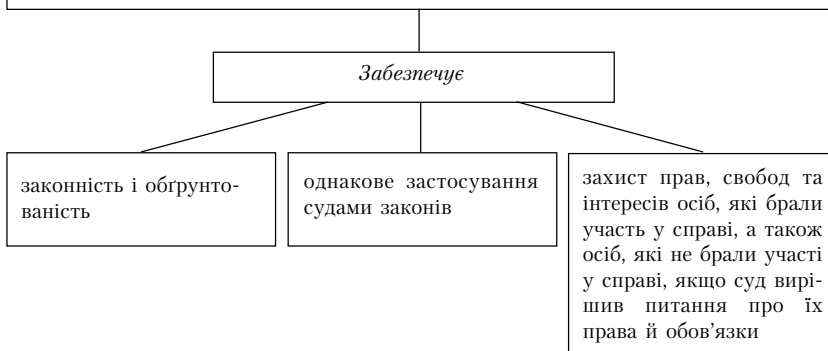 Забезпечує
законність і обґрунто-
ваність
однакове застосування
судами законів
захист прав, свобод та
інтересів осіб, які брали
участь у справі, а також
осіб, які не брали участі
у справі, якщо суд вирі-
шив питання про їх
права й обов'язки